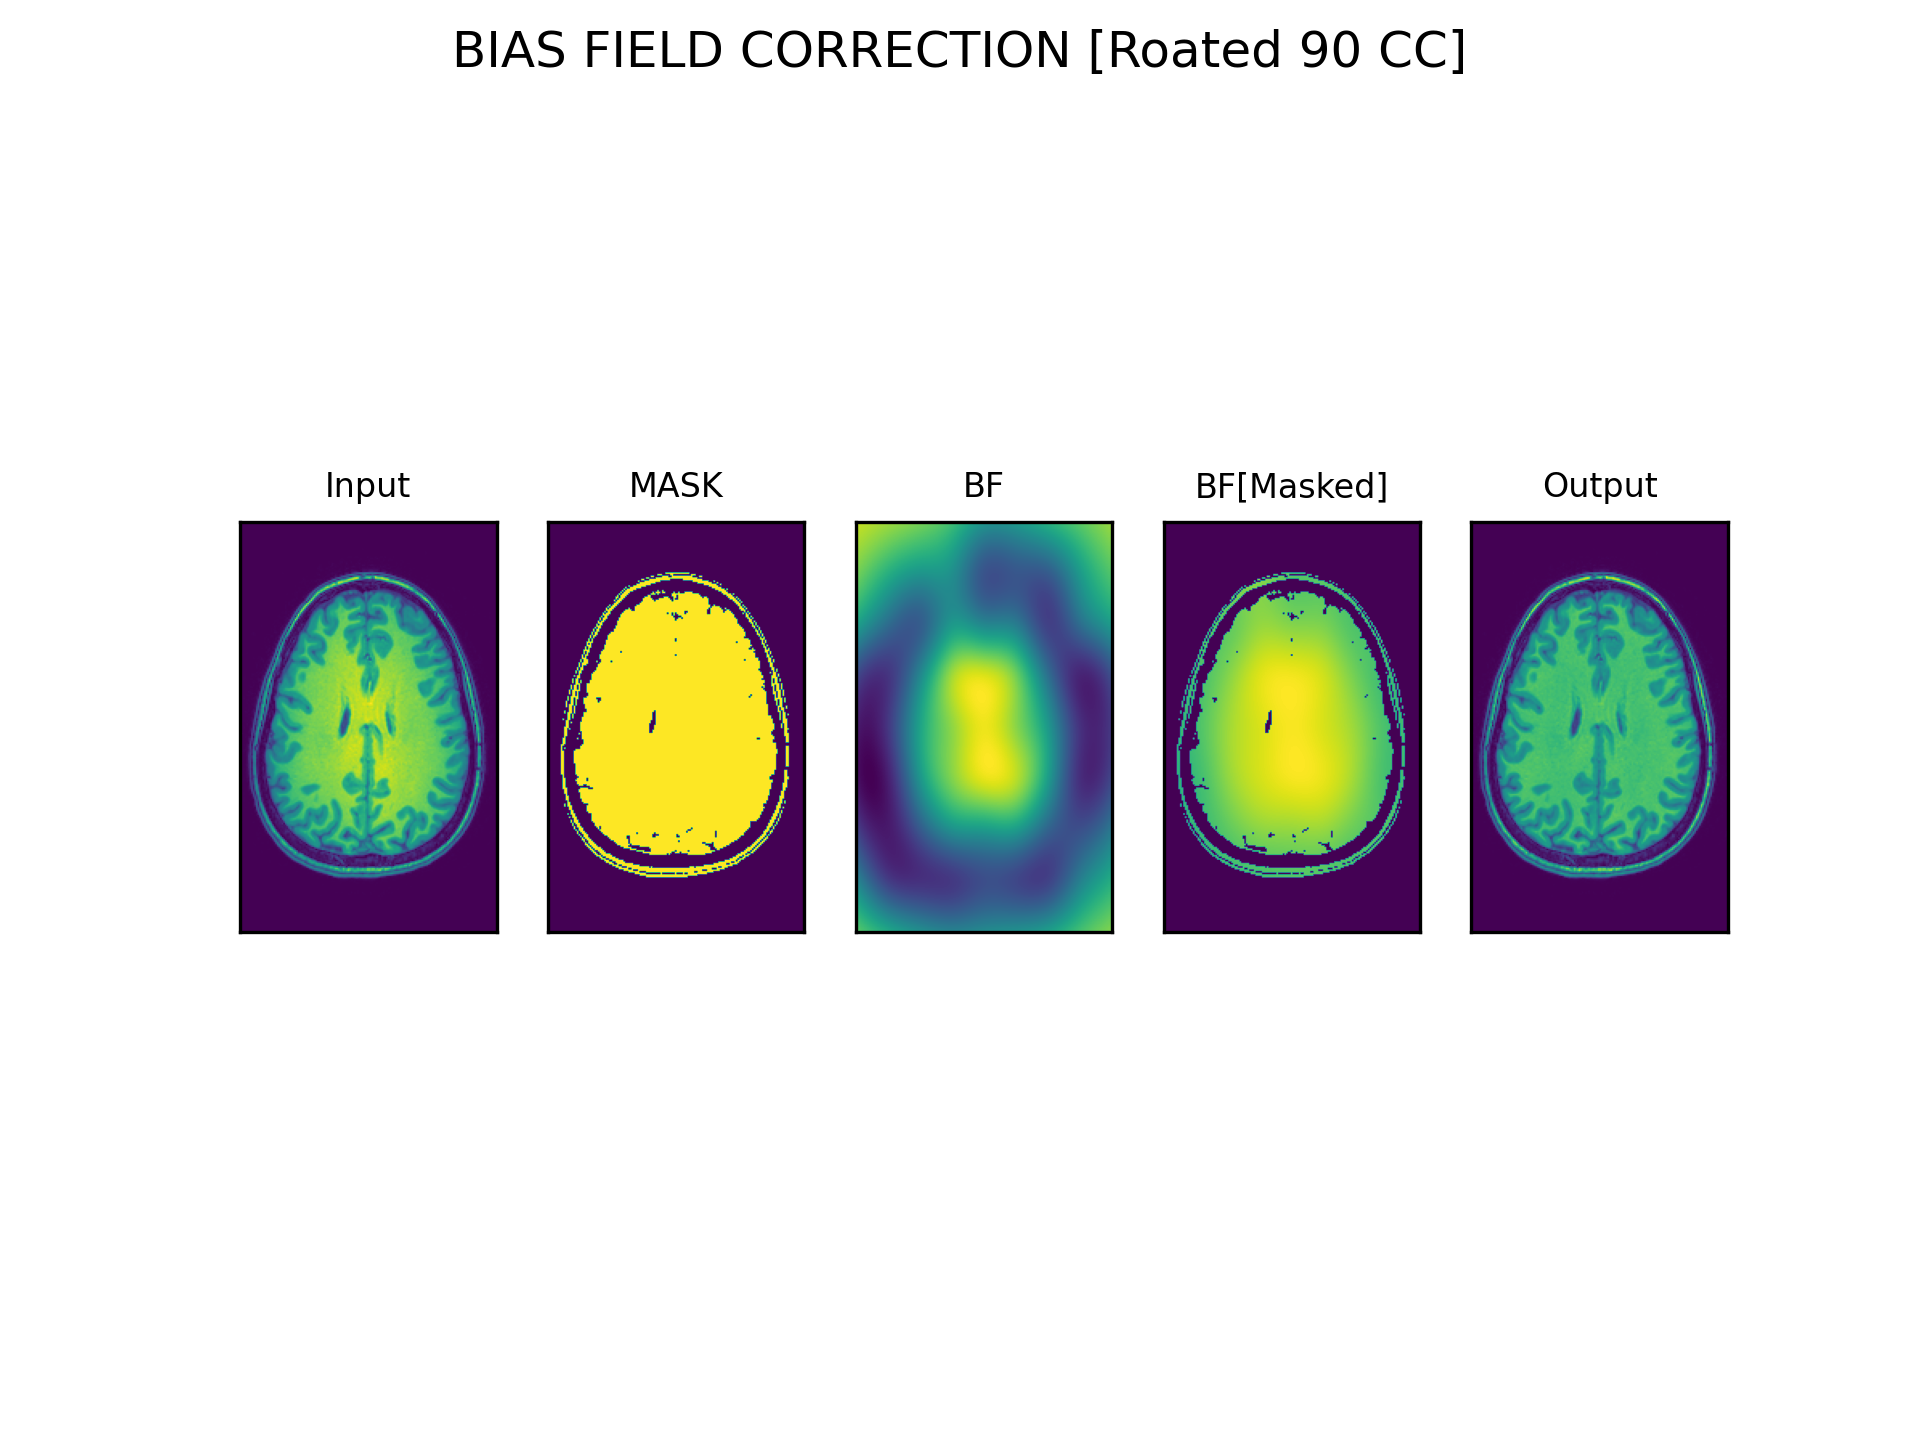 BIAS FIELD CORRECTION [Roated 90 CC]
Input
MASK
BF
BF[Masked]
Output